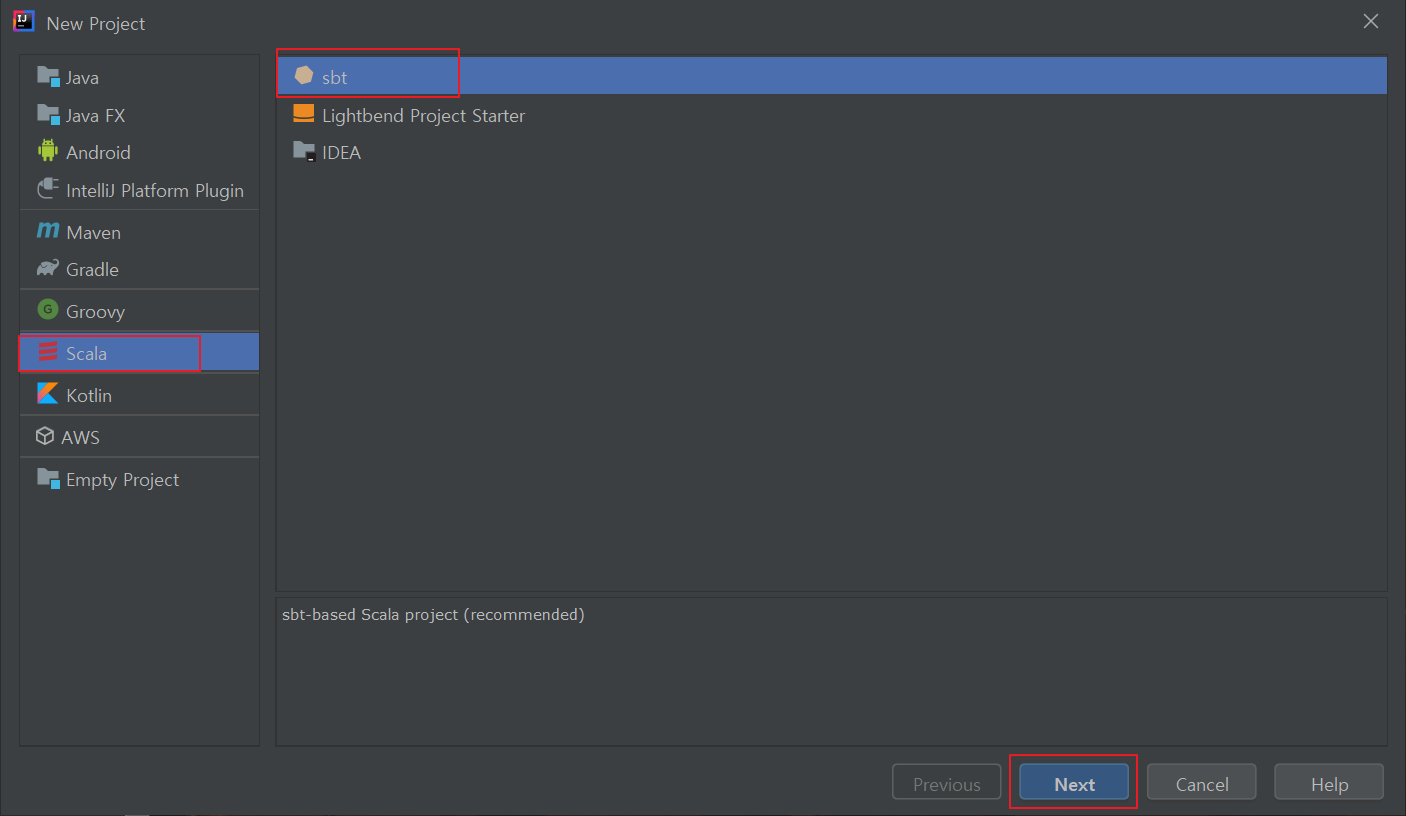 New Project
Java
Java FX
Android
IntelliJ Platform Plugin
Maven
Gradle
Groovy
Scala
Kotlin
AWS
Empty Project
sbt
Lightbend Project Starter
IDEA
sbt-based Scala project (recommended)
Previous
Next
Cancel
Help